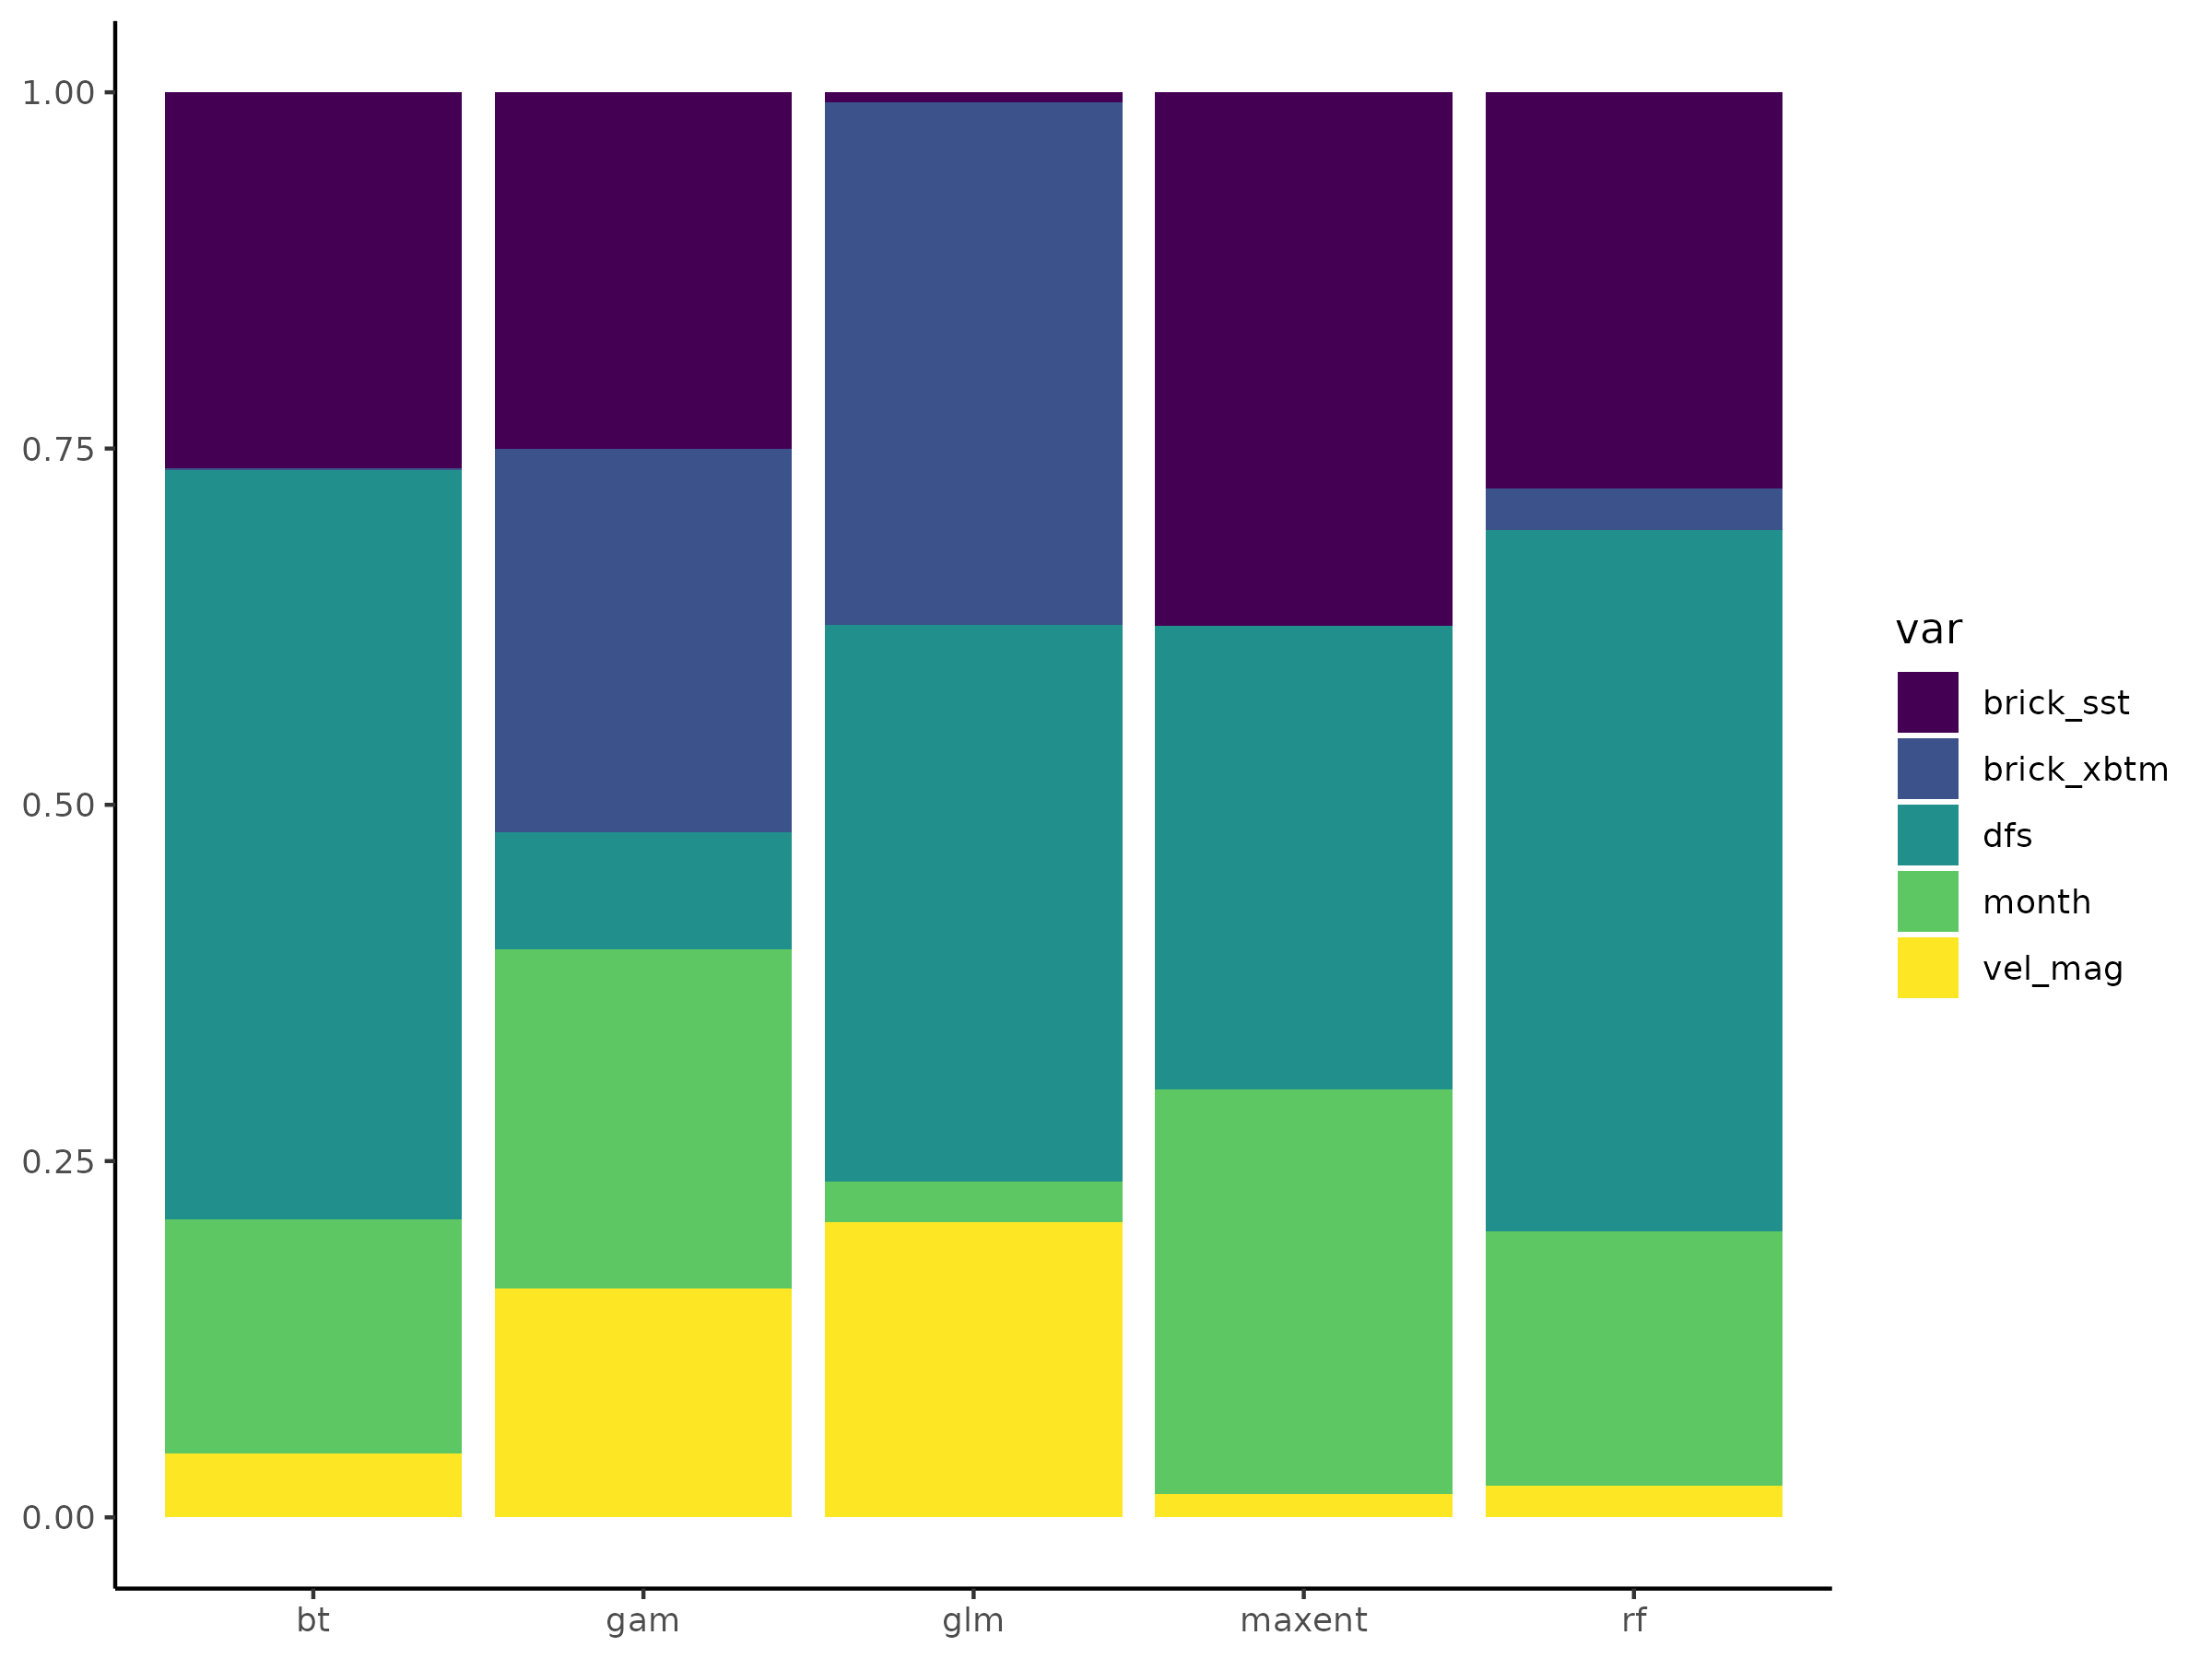 1.00
0.75
0.50
0.25
0.00
bt gam glm maxent rf
var
brick_sst
brick_xbtm
dfs
month
vel_mag